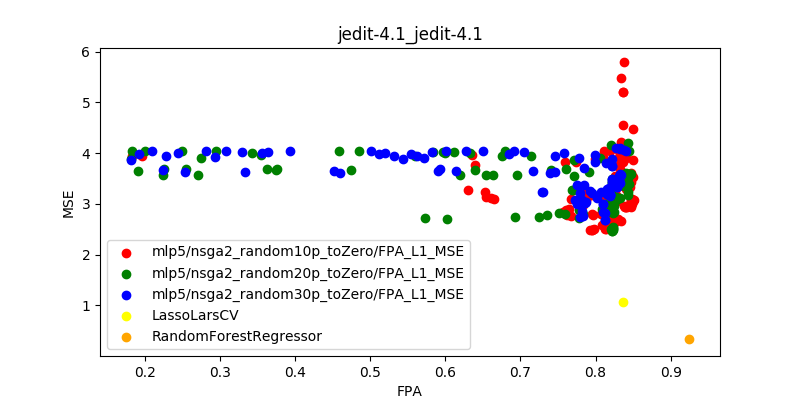 jedit-4.1_jedit-4.1
6
5
4
3
2
1
MSE
mlp5/nsga2_random10p_toZero/FPA_L1_MSE
mlp5/nsga2_random20p_toZero/FPA_L1_MSE
mlp5/nsga2_random30p_toZero/FPA_L1_MSE
LassoLarsCV
RandomForestRegressor
0.2 0.3 0.4 0.5 0.6 0.7 0.8 0.9
FPA